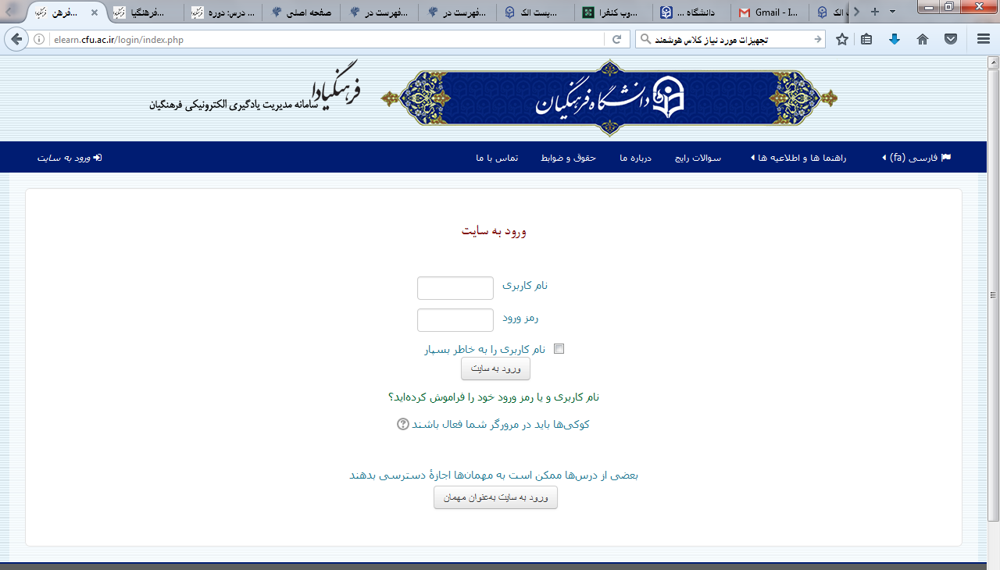 فرهن...
فرهنگیا...
درس: دوره ...
صفحه اصلی
فهرست در...
فهرست در...
پست الک...
وب کنفرا...
دانشگاه ...
Gmail - I...
ت الک
elearn.cfu.ac.ir/login/index.php
تجهیزات مورد نیاز کلاس هوشمند
دانشگاه فرهنگیان
فرهنگیادا
سامانه مدیریت یادگیری الکترونیکی فرهنگیان
فارسی (fa)
راهنما ها و اطلاعیه ها
سوالات رایج
درباره ما
حقوق و ضوابط
تماس با ما
ورود به سایت
ورود به سایت
نام کاربری
رمز ورود
نام کاربری را به خاطر بسپار
ورود به سایت
نام کاربری و یا رمز ورود خود را فراموش کرده‌اید؟
کوکی‌ها باید در مرورگر شما فعال باشند
بعضی از درس‌ها ممکن است به مهمان‌ها اجازهٔ دسترسی بدهند
ورود به سایت به‌عنوان مهمان